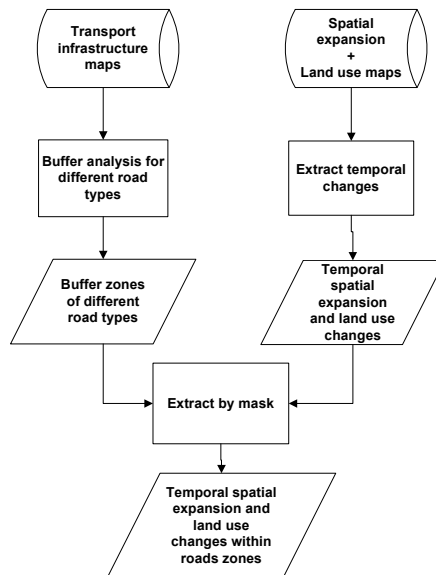 Transport
infrastructure
maps
Spatial
expansion
+
Land use maps
Buffer analysis for
different road
types
Extract temporal
changes
Buffer zones
of different
road types
Temporal
spatial
expansion
and land use
changes
Extract by mask
Temporal spatial
expansion and
land use
changes within
roads zones